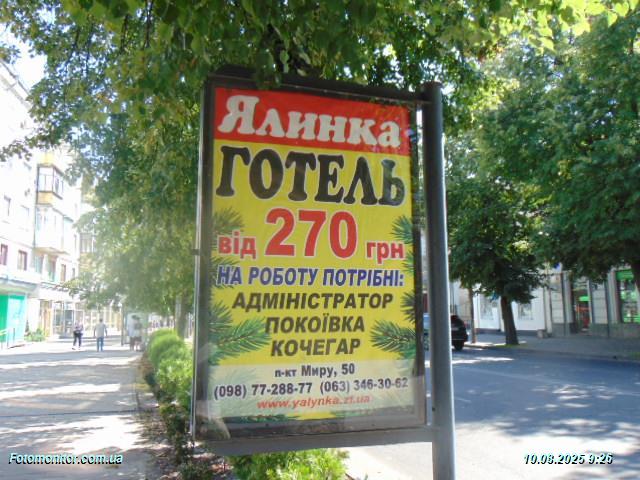 Ялинка
ГОТЕЛЬ
від 270 грн
НА РОБОТУ ПОТРІБНІ:
АДМІНІСТРАТОР
ПОКОЇВКА
КОЧЕГАР
п-кт Миру, 50
(098) 77-288-77 (063) 346-30-62
www.yalynka.zt.ua
Fotomonitor.com.ua
10.08.2025 9:26